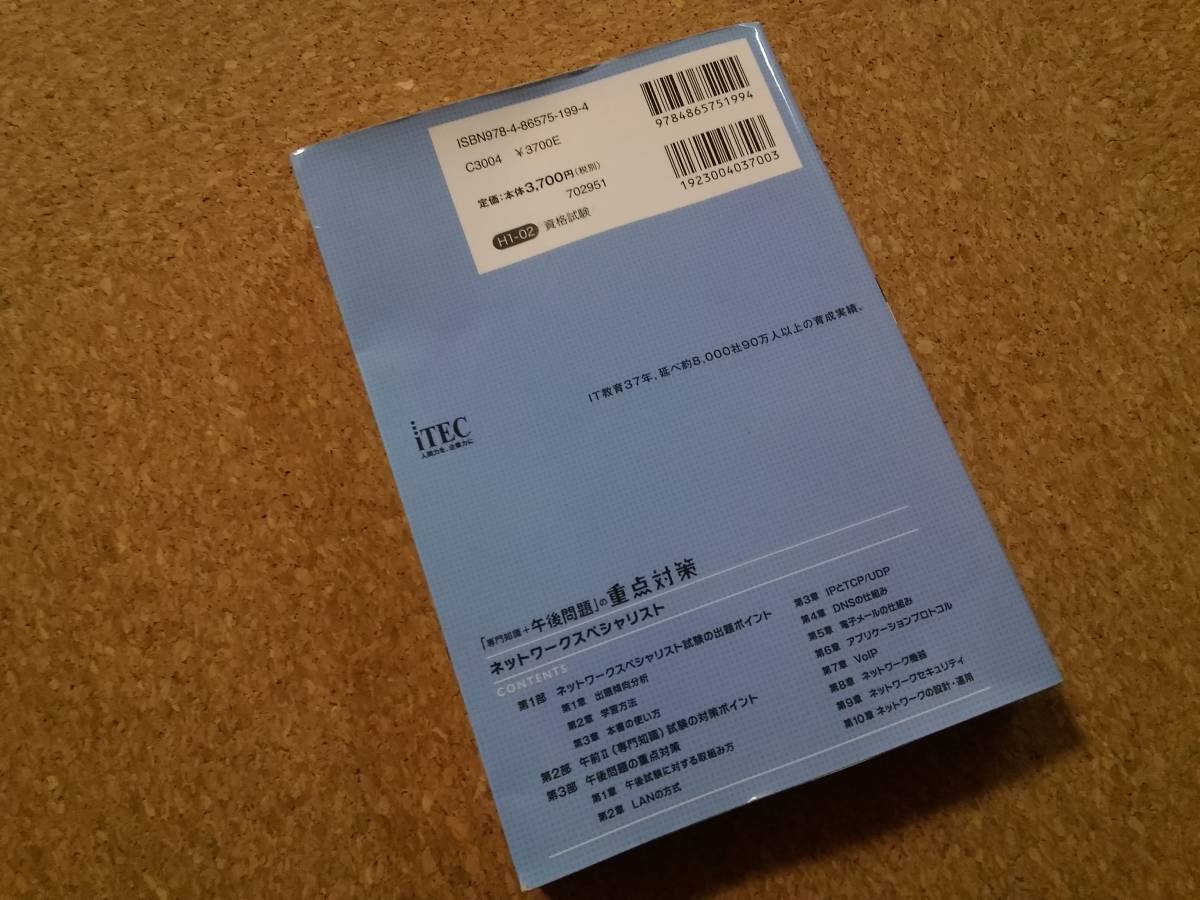 ISBN978-4-86575-199-4
C3004 ¥3700E
定価:本体3,700円(税別)
702951
H1-02 資格試験
9784865751994
1923004037003
IT教育37年,延べ約8,000社90万人以上の育成実績。
iTEC
人間力を、企業力に
「専門知識+午後問題」の重点対策
ネットワークスペシャリスト
CONTENTS
第1部 ネットワークスペシャリスト試験の出題ポイント
第1章 出題傾向分析
第2章 学習方法
第3章 本書の使い方
第2部 午前Ⅱ(専門知識)試験の対策ポイント
第3部 午後問題の重点対策
第1章 午後試験に対する取組み方
第2章 LANの方式
第3章 IPとTCP/UDP
第4章 DNSの仕組み
第5章 電子メールの仕組み
第6章 アプリケーションプロトコル
第7章 VoIP
第8章 ネットワーク機器
第9章 ネットワークセキュリティ
第10章 ネットワークの設計・運用